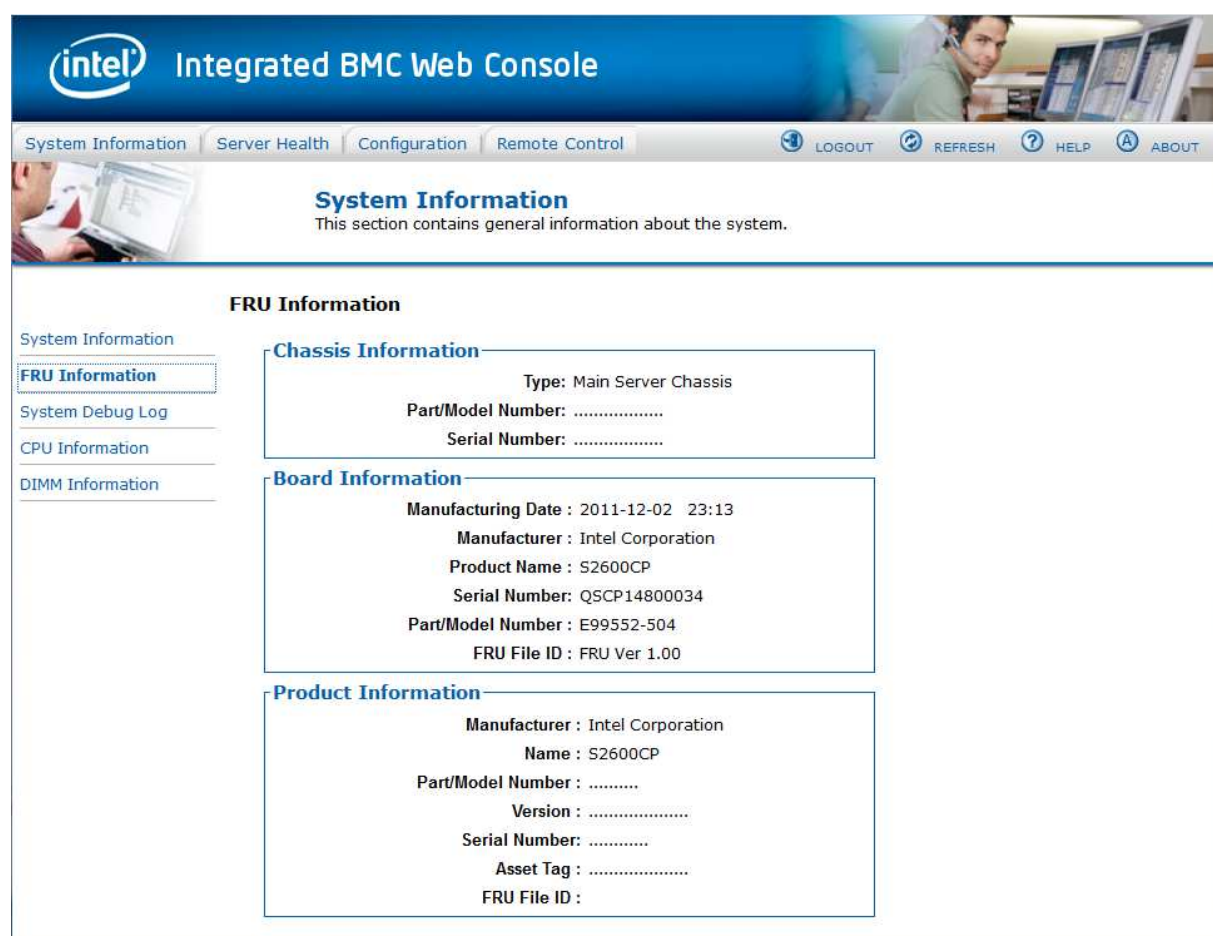 intel Integrated BMC Web Console
System Information Server Health Configuration Remote Control LOGOUT REFRESH HELP ABOUT
System Information
This section contains general information about the system.
FRU Information
System Information
FRU Information
System Debug Log
CPU Information
DIMM Information
Chassis Information
Type: Main Server Chassis
Part/Model Number: ..................
Serial Number: ..................
Board Information
Manufacturing Date : 2011-12-02 23:13
Manufacturer : Intel Corporation
Product Name : S2600CP
Serial Number: QSCP14800034
Part/Model Number : E99552-504
FRU File ID : FRU Ver 1.00
Product Information
Manufacturer : Intel Corporation
Name : S2600CP
Part/Model Number : ..........
Version : ....................
Serial Number: ............
Asset Tag : ....................
FRU File ID :